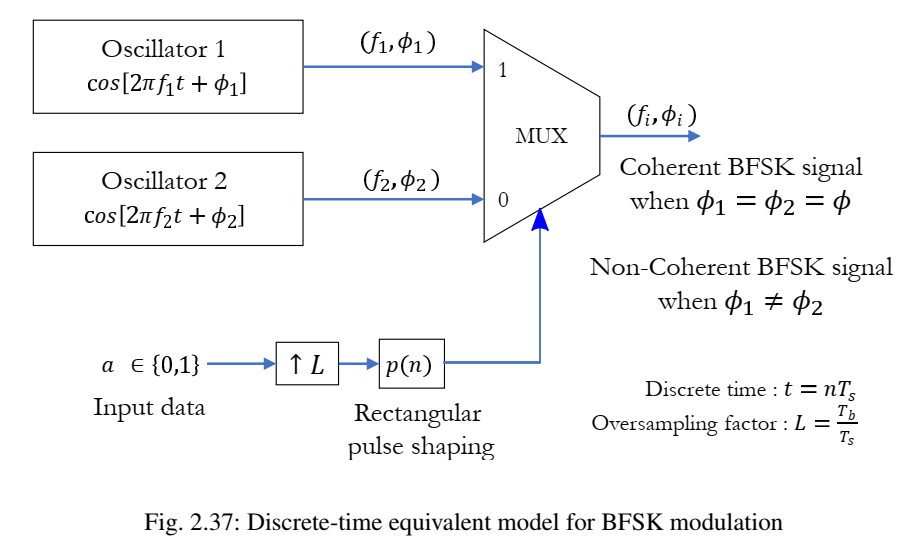 Oscillator 1
cos[2πf₁t + ϕ₁]
(f₁, ϕ₁)
1
MUX
(fᵢ, ϕᵢ)
Oscillator 2
cos[2πf₂t + ϕ₂]
(f₂, ϕ₂)
0
Coherent BFSK signal
when ϕ₁ = ϕ₂ = ϕ
Non-Coherent BFSK signal
when ϕ₁ ≠ ϕ₂
a ∈ {0,1}
↑ L
p(n)
Input data
Rectangular
pulse shaping
Discrete time : t = nTₛ
Oversampling factor : L = T_b/Tₛ
Fig. 2.37: Discrete-time equivalent model for BFSK modulation